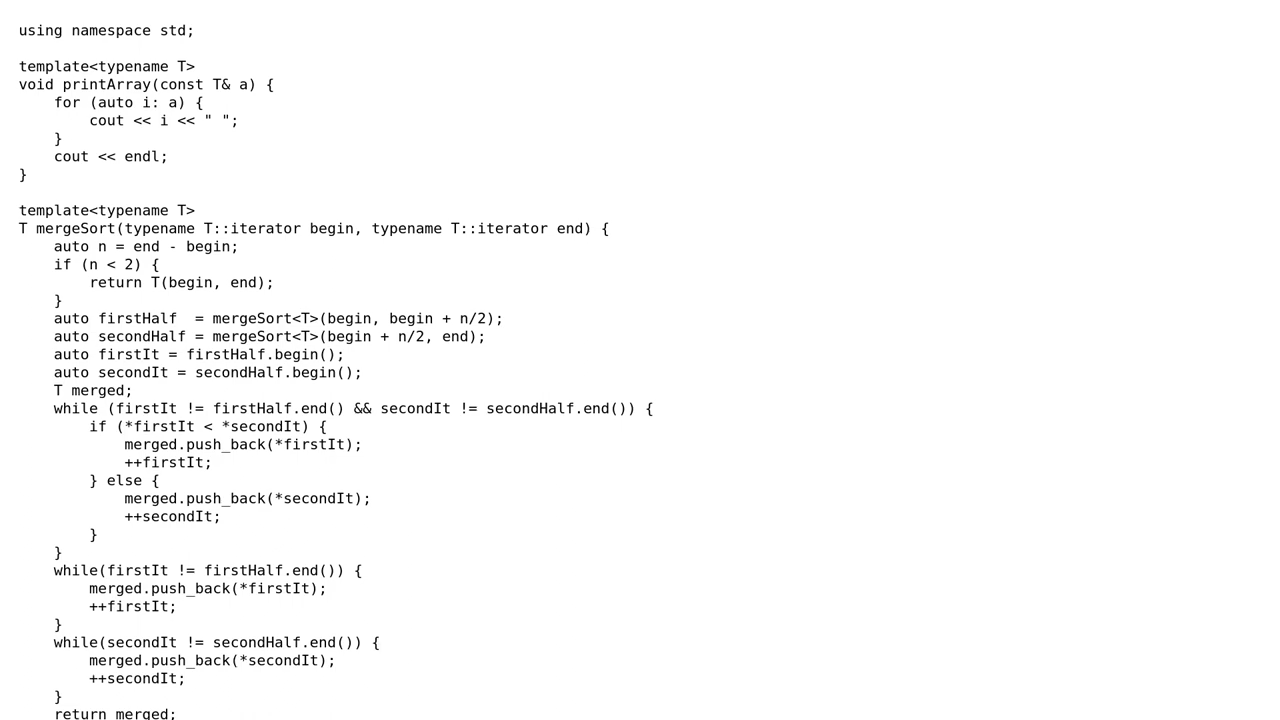 using namespace std;

template<typename T>
void printArray(const T& a) {
    for (auto i: a) {
        cout << i << " ";
    }
    cout << endl;
}

template<typename T>
T mergeSort(typename T::iterator begin, typename T::iterator end) {
    auto n = end - begin;
    if (n < 2) {
        return T(begin, end);
    }
    auto firstHalf  = mergeSort<T>(begin, begin + n/2);
    auto secondHalf = mergeSort<T>(begin + n/2, end);
    auto firstIt = firstHalf.begin();
    auto secondIt = secondHalf.begin();
    T merged;
    while (firstIt != firstHalf.end() && secondIt != secondHalf.end()) {
        if (*firstIt < *secondIt) {
            merged.push_back(*firstIt);
            ++firstIt;
        } else {
            merged.push_back(*secondIt);
            ++secondIt;
        }
    }
    while(firstIt != firstHalf.end()) {
        merged.push_back(*firstIt);
        ++firstIt;
    }
    while(secondIt != secondHalf.end()) {
        merged.push_back(*secondIt);
        ++secondIt;
    }
    return merged;